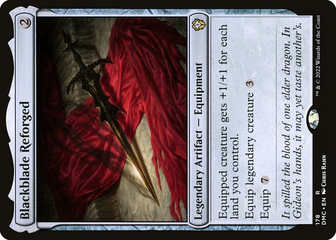 Blackblade Reforged 2
Legendary Artifact — Equipment
Equipped creature gets +1/+1 for each
land you control.
Equip legendary creature 3
Equip 7
It spilled the blood of one elder dragon. In
Gideon's hands, it may yet taste another's.
178 R
DMC • EN Chris Rahn
™ & © 2022 Wizards of the Coast